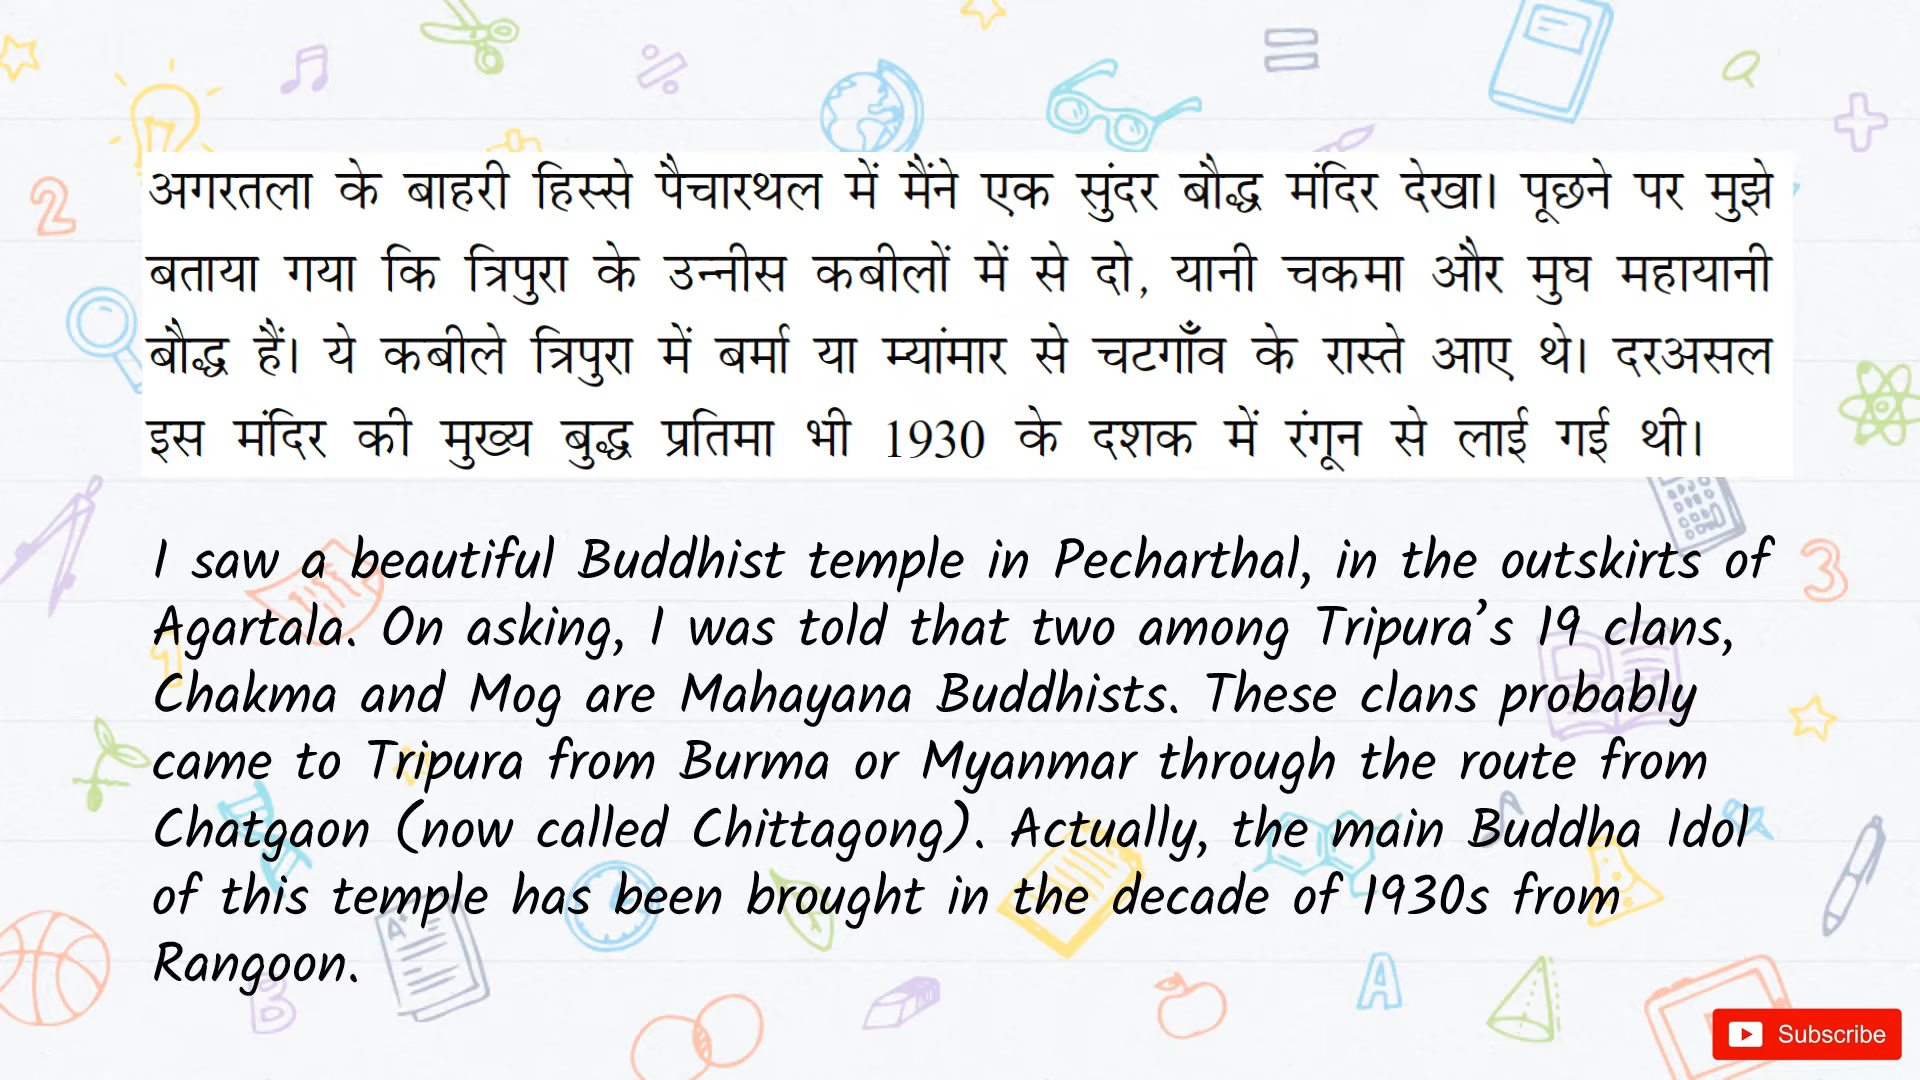 अगरतला के बाहरी हिस्से पैचारथल में मैंने एक सुंदर बौद्ध मंदिर देखा। पूछने पर मुझे
बताया गया कि त्रिपुरा के उन्नीस कबीलों में से दो, यानी चकमा और मुघ महायानी
बौद्ध हैं। ये कबीले त्रिपुरा में बर्मा या म्यांमार से चटगाँव के रास्ते आए थे। दरअसल
इस मंदिर की मुख्य बुद्ध प्रतिमा भी 1930 के दशक में रंगून से लाई गई थी।
I saw a beautiful Buddhist temple in Pecharthal, in the outskirts of
Agartala. On asking, I was told that two among Tripura’s 19 clans,
Chakma and Mog are Mahayana Buddhists. These clans probably
came to Tripura from Burma or Myanmar through the route from
Chatgaon (now called Chittagong). Actually, the main Buddha Idol
of this temple has been brought in the decade of 1930s from
Rangoon.
Subscribe